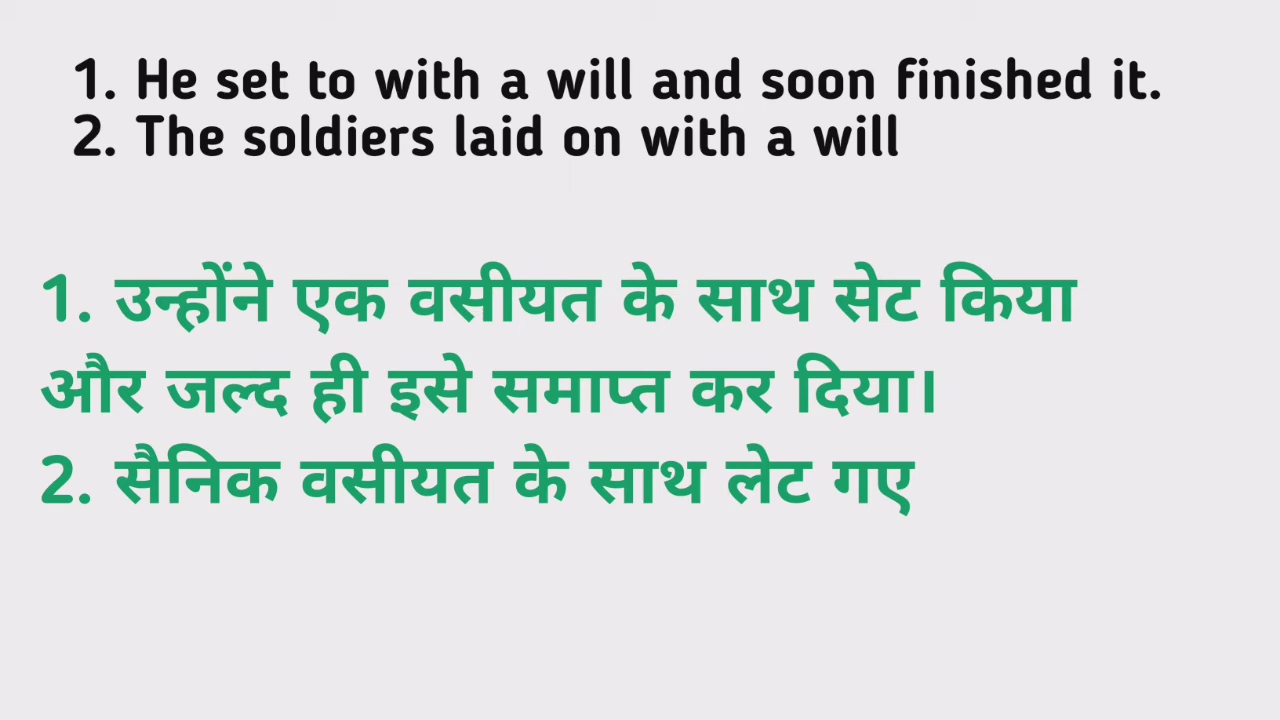 1. He set to with a will and soon finished it.
2. The soldiers laid on with a will
1. उन्होंने एक वसीयत के साथ सेट किया
और जल्द ही इसे समाप्त कर दिया।
2. सैनिक वसीयत के साथ लेट गए